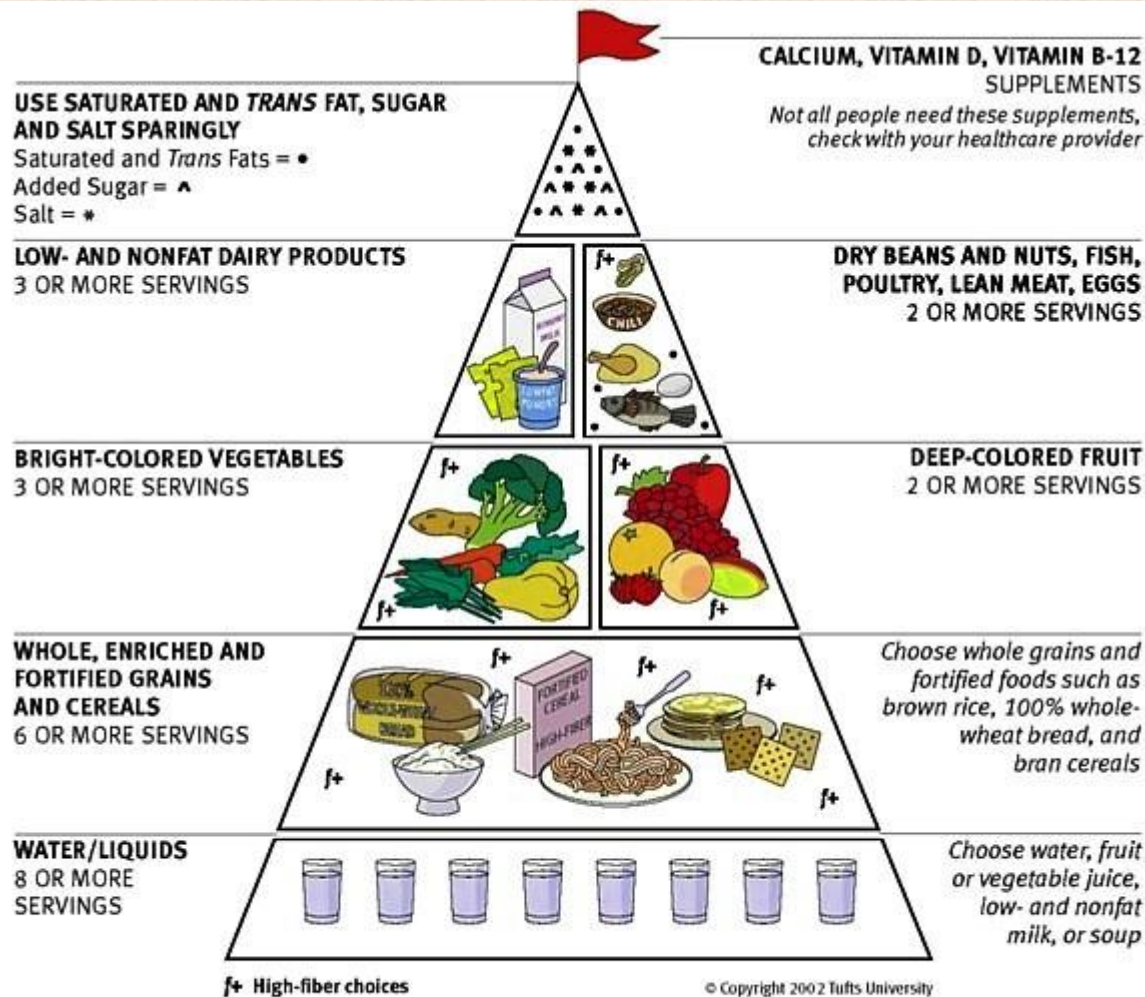 CALCIUM, VITAMIN D, VITAMIN B-12
SUPPLEMENTS
Not all people need these supplements,
check with your healthcare provider
USE SATURATED AND TRANS FAT, SUGAR
AND SALT SPARINGLY
Saturated and Trans Fats = •
Added Sugar = ^
Salt = *
LOW- AND NONFAT DAIRY PRODUCTS
3 OR MORE SERVINGS
MILK
DRY BEANS AND NUTS, FISH,
POULTRY, LEAN MEAT, EGGS
2 OR MORE SERVINGS
f+
CHILI
BRIGHT-COLORED VEGETABLES
3 OR MORE SERVINGS
f+
f+
DEEP-COLORED FRUIT
2 OR MORE SERVINGS
f+
f+
WHOLE, ENRICHED AND
FORTIFIED GRAINS
AND CEREALS
6 OR MORE SERVINGS
f+
f+
f+
f+
f+
100%
WHOLE-WHEAT
BREAD
FORTIFIED
CEREAL
HIGH-FIBER
Choose whole grains and
fortified foods such as
brown rice, 100% whole-
wheat bread, and
bran cereals
WATER/LIQUIDS
8 OR MORE
SERVINGS
Choose water, fruit
or vegetable juice,
low- and nonfat
milk, or soup
f+ High-fiber choices
© Copyright 2002 Tufts University